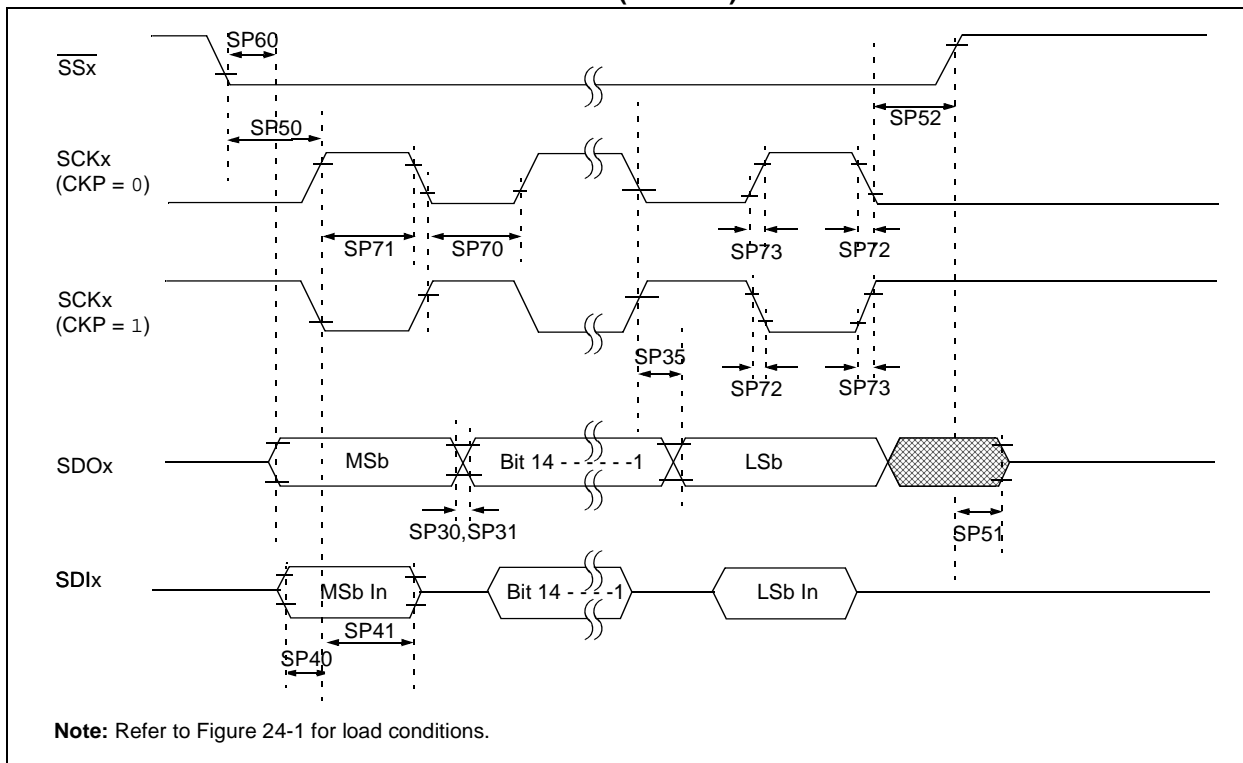 SP60
SSx
SP50
SP52
SCKx
(CKP = 0)
SP71
SP70
SP73
SP72
SCKx
(CKP = 1)
SP35
SP72
SP73
SDOx
MSb
Bit 14 - - - - - -1
LSb
SP30,SP31
SP51
SDIx
MSb In
Bit 14 - - - -1
LSb In
SP41
SP40
Note: Refer to Figure 24-1 for load conditions.